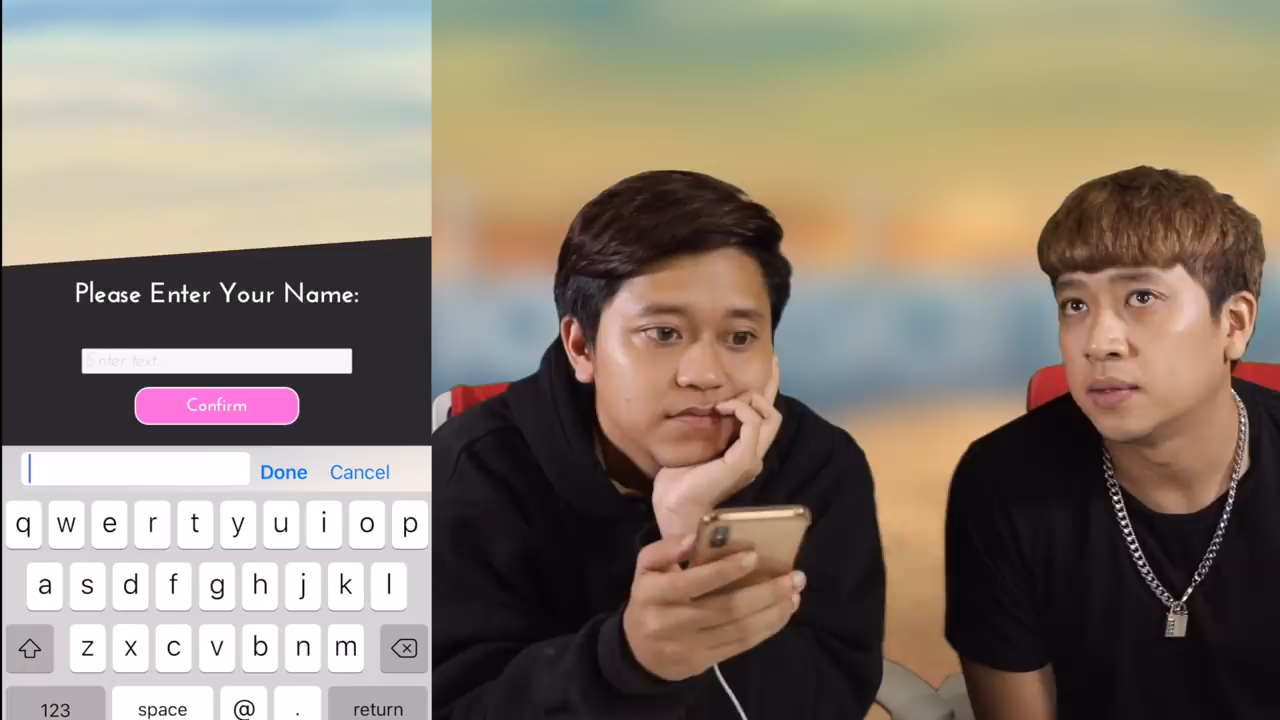 Please Enter Your Name:
Enter text...
Confirm
Done Cancel
q w e r t y u i o p
a s d f g h j k l
z x c v b n m
123 space @ . return